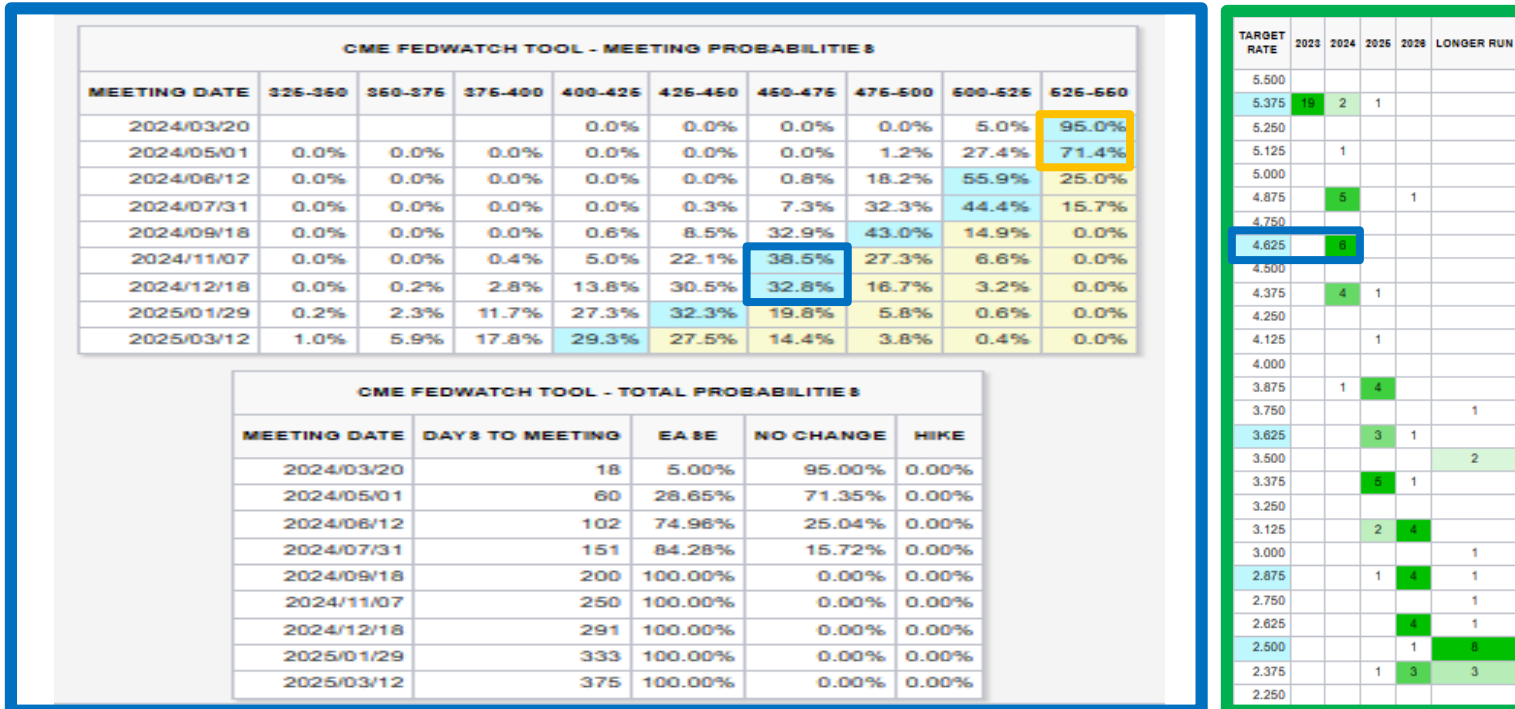 CME FEDWATCH TOOL - MEETING PROBABILITIES
MEETING DATE 325-350 350-375 375-400 400-425 425-450 450-475 475-500 500-525 525-550
2024/03/20 0.0% 0.0% 0.0% 0.0% 5.0% 95.0%
2024/05/01 0.0% 0.0% 0.0% 0.0% 0.0% 0.0% 1.2% 27.4% 71.4%
2024/06/12 0.0% 0.0% 0.0% 0.0% 0.0% 0.8% 18.2% 55.9% 25.0%
2024/07/31 0.0% 0.0% 0.0% 0.0% 0.3% 7.3% 32.3% 44.4% 15.7%
2024/09/18 0.0% 0.0% 0.0% 0.6% 8.5% 32.9% 43.0% 14.9% 0.0%
2024/11/07 0.0% 0.0% 0.4% 5.0% 22.1% 38.5% 27.3% 6.6% 0.0%
2024/12/18 0.0% 0.2% 2.8% 13.8% 30.5% 32.8% 16.7% 3.2% 0.0%
2025/01/29 0.2% 2.3% 11.7% 27.3% 32.3% 19.8% 5.8% 0.6% 0.0%
2025/03/12 1.0% 5.9% 17.8% 29.3% 27.5% 14.4% 3.8% 0.4% 0.0%
CME FEDWATCH TOOL - TOTAL PROBABILITIES
MEETING DATE DAYS TO MEETING EASE NO CHANGE HIKE
2024/03/20 18 5.00% 95.00% 0.00%
2024/05/01 60 28.65% 71.35% 0.00%
2024/06/12 102 74.96% 25.04% 0.00%
2024/07/31 151 84.28% 15.72% 0.00%
2024/09/18 200 100.00% 0.00% 0.00%
2024/11/07 250 100.00% 0.00% 0.00%
2024/12/18 291 100.00% 0.00% 0.00%
2025/01/29 333 100.00% 0.00% 0.00%
2025/03/12 375 100.00% 0.00% 0.00%
TARGET RATE 2023 2024 2025 2026 LONGER RUN
5.500
5.375 19 2 1
5.250
5.125 1
5.000
4.875 5 1
4.750
4.625 6
4.500
4.375 4 1
4.250
4.125 1
4.000
3.875 1 4
3.750 1
3.625 3 1
3.500 2
3.375 5 1
3.250
3.125 2 4
3.000 1
2.875 1 4 1
2.750 1
2.625 4 1
2.500 1 8
2.375 1 3 3
2.250